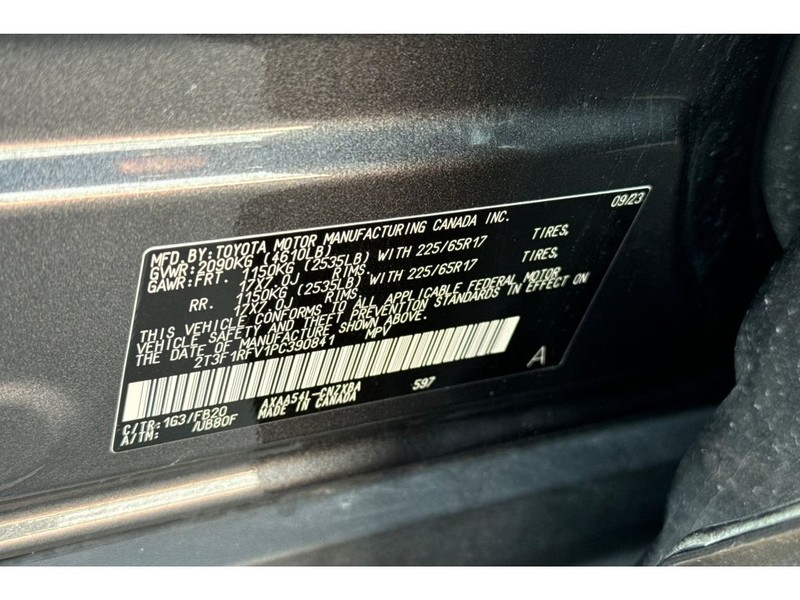 09/23
MFD. BY: TOYOTA MOTOR MANUFACTURING CANADA INC.
GVWR: 2090KG (4610LB)
GAWR: FRT. 1150KG (2535LB) WITH 225/65R17 TIRES,
17X7.0J RIMS.
RR. 1150KG (2535LB) WITH 225/65R17 TIRES,
17X7.0J RIMS.
THIS VEHICLE CONFORMS TO ALL APPLICABLE FEDERAL MOTOR
VEHICLE SAFETY AND THEFT PREVENTION STANDARDS IN EFFECT ON
THE DATE OF MANUFACTURE SHOWN ABOVE.
2T3F1RFV1PC390841 MPV
A
C/TR: 1G3/FB20 AXAA54L-CNZXBA 597
A/TM: /UB80F MADE IN CANADA